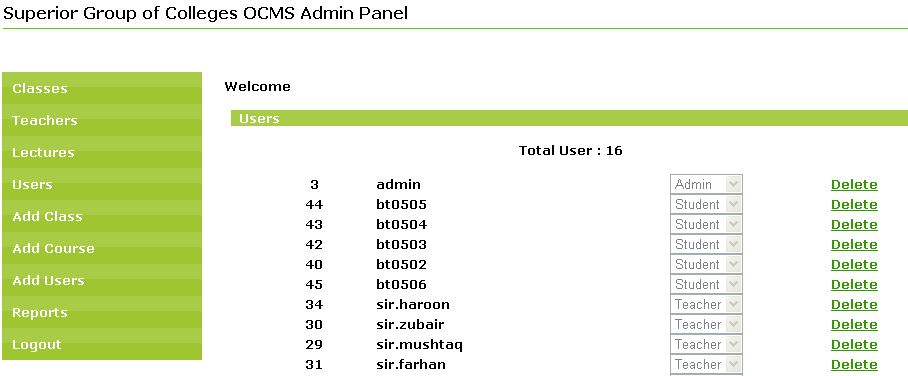 Superior Group of Colleges OCMS Admin Panel
Classes
Teachers
Lectures
Users
Add Class
Add Course
Add Users
Reports
Logout
Welcome
Users
Total User : 16
3 admin Admin Delete
44 bt0505 Student Delete
43 bt0504 Student Delete
42 bt0503 Student Delete
40 bt0502 Student Delete
45 bt0506 Student Delete
34 sir.haroon Teacher Delete
30 sir.zubair Teacher Delete
29 sir.mushtaq Teacher Delete
31 sir.farhan Teacher Delete